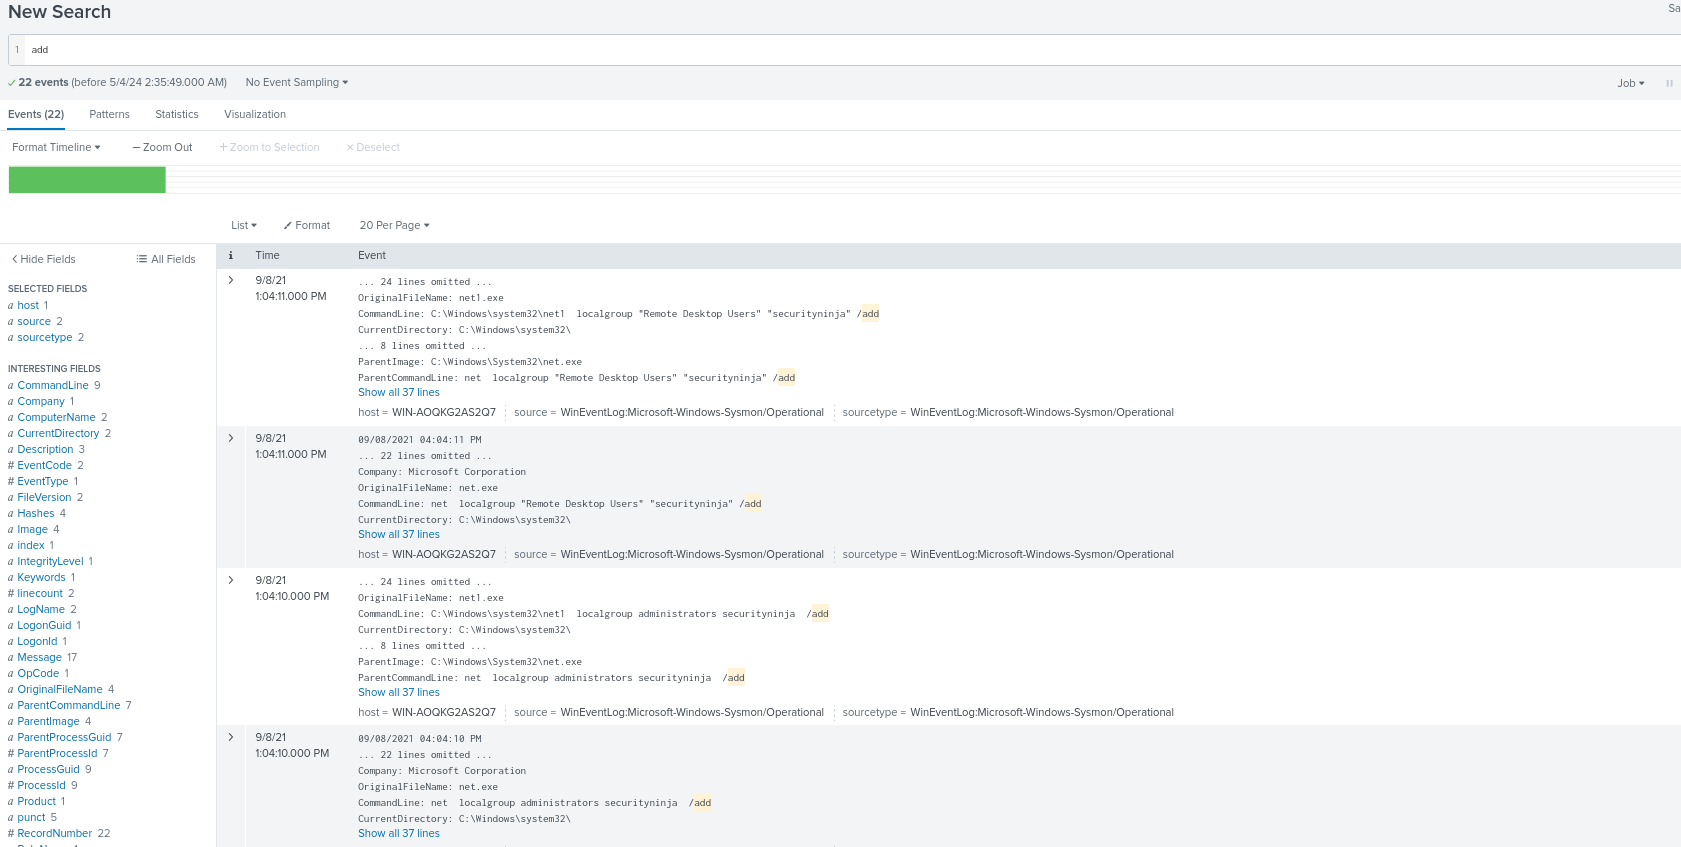 New Search
Sa
1 add
22 events (before 5/4/24 2:35:49.000 AM) No Event Sampling
Job
Events (22) Patterns Statistics Visualization
Format Timeline — Zoom Out + Zoom to Selection × Deselect
List Format 20 Per Page
Hide Fields All Fields
i Time Event
SELECTED FIELDS
a host 1
a source 2
a sourcetype 2
INTERESTING FIELDS
a CommandLine 9
a Company 1
a ComputerName 2
a CurrentDirectory 2
a Description 3
# EventCode 2
# EventType 1
a FileVersion 2
a Hashes 4
a Image 4
a index 1
a IntegrityLevel 1
a Keywords 1
# linecount 2
a LogName 2
a LogonGuid 1
a LogonId 1
a Message 17
a OpCode 1
a OriginalFileName 4
a ParentCommandLine 7
a ParentImage 4
a ParentProcessGuid 7
# ParentProcessId 7
a ProcessGuid 9
# ProcessId 9
a Product 1
a punct 5
# RecordNumber 22
9/8/21
1:04:11.000 PM
... 24 lines omitted ...
OriginalFileName: net1.exe
CommandLine: C:\Windows\system32\net1  localgroup "Remote Desktop Users" "securityninja" /add
CurrentDirectory: C:\Windows\system32\
... 8 lines omitted ...
ParentImage: C:\Windows\System32\net.exe
ParentCommandLine: net  localgroup "Remote Desktop Users" "securityninja" /add
Show all 37 lines
host = WIN-AOQKG2AS2Q7 source = WinEventLog:Microsoft-Windows-Sysmon/Operational sourcetype = WinEventLog:Microsoft-Windows-Sysmon/Operational
9/8/21
1:04:11.000 PM
09/08/2021 04:04:11 PM
... 22 lines omitted ...
Company: Microsoft Corporation
OriginalFileName: net.exe
CommandLine: net  localgroup "Remote Desktop Users" "securityninja" /add
CurrentDirectory: C:\Windows\system32\
Show all 37 lines
host = WIN-AOQKG2AS2Q7 source = WinEventLog:Microsoft-Windows-Sysmon/Operational sourcetype = WinEventLog:Microsoft-Windows-Sysmon/Operational
9/8/21
1:04:10.000 PM
... 24 lines omitted ...
OriginalFileName: net1.exe
CommandLine: C:\Windows\system32\net1  localgroup administrators securityninja  /add
CurrentDirectory: C:\Windows\system32\
... 8 lines omitted ...
ParentImage: C:\Windows\System32\net.exe
ParentCommandLine: net  localgroup administrators securityninja  /add
Show all 37 lines
host = WIN-AOQKG2AS2Q7 source = WinEventLog:Microsoft-Windows-Sysmon/Operational sourcetype = WinEventLog:Microsoft-Windows-Sysmon/Operational
9/8/21
1:04:10.000 PM
09/08/2021 04:04:10 PM
... 22 lines omitted ...
Company: Microsoft Corporation
OriginalFileName: net.exe
CommandLine: net  localgroup administrators securityninja  /add
CurrentDirectory: C:\Windows\system32\
Show all 37 lines